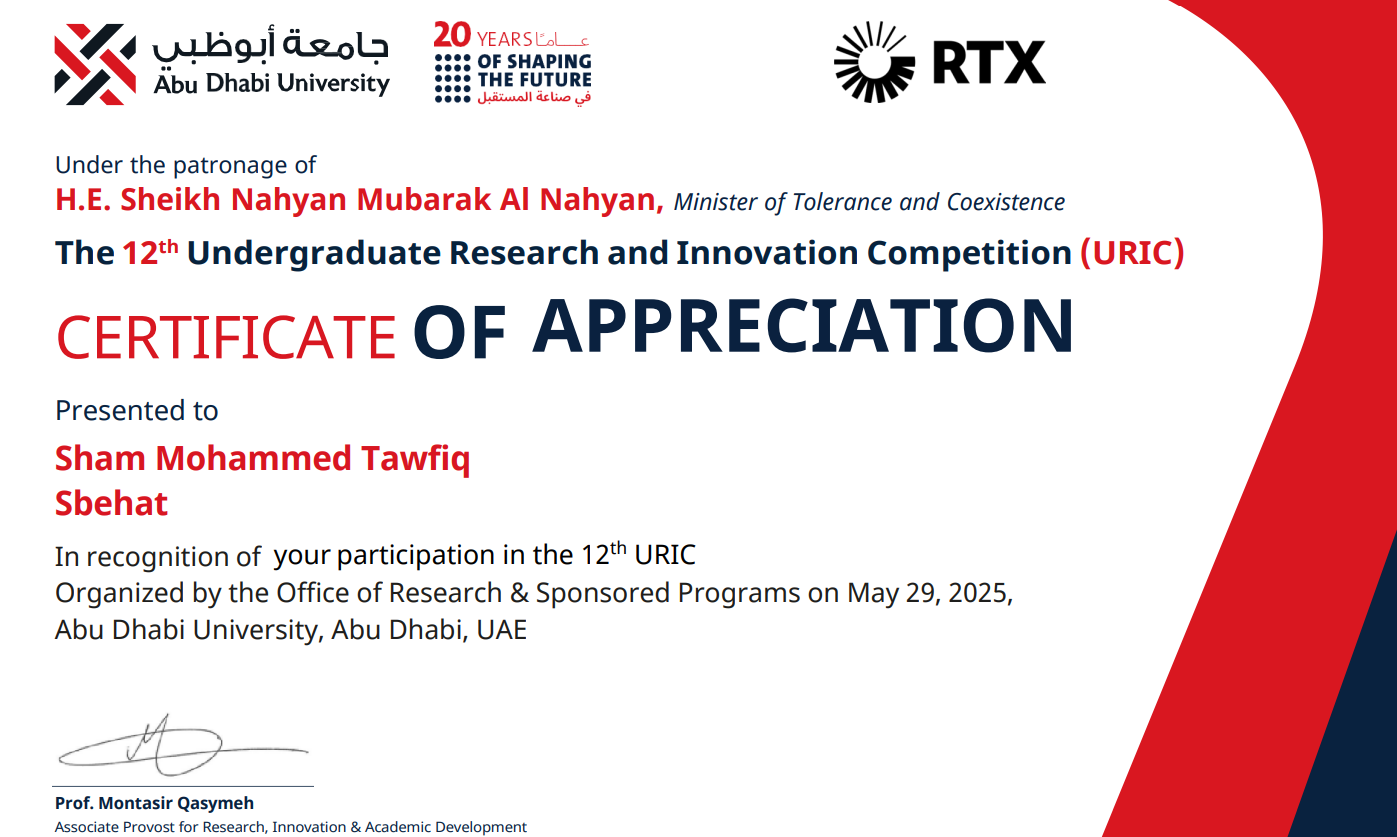 جامعة أبوظبي
Abu Dhabi University
20 YEARS عامًا
OF SHAPING
THE FUTURE
في صناعة المستقبل
RTX
Under the patronage of
H.E. Sheikh Nahyan Mubarak Al Nahyan, Minister of Tolerance and Coexistence
The 12th Undergraduate Research and Innovation Competition (URIC)
CERTIFICATE OF APPRECIATION
Presented to
Sham Mohammed Tawfiq
Sbehat
In recognition of your participation in the 12th URIC
Organized by the Office of Research & Sponsored Programs on May 29, 2025,
Abu Dhabi University, Abu Dhabi, UAE
Prof. Montasir Qasymeh
Associate Provost for Research, Innovation & Academic Development